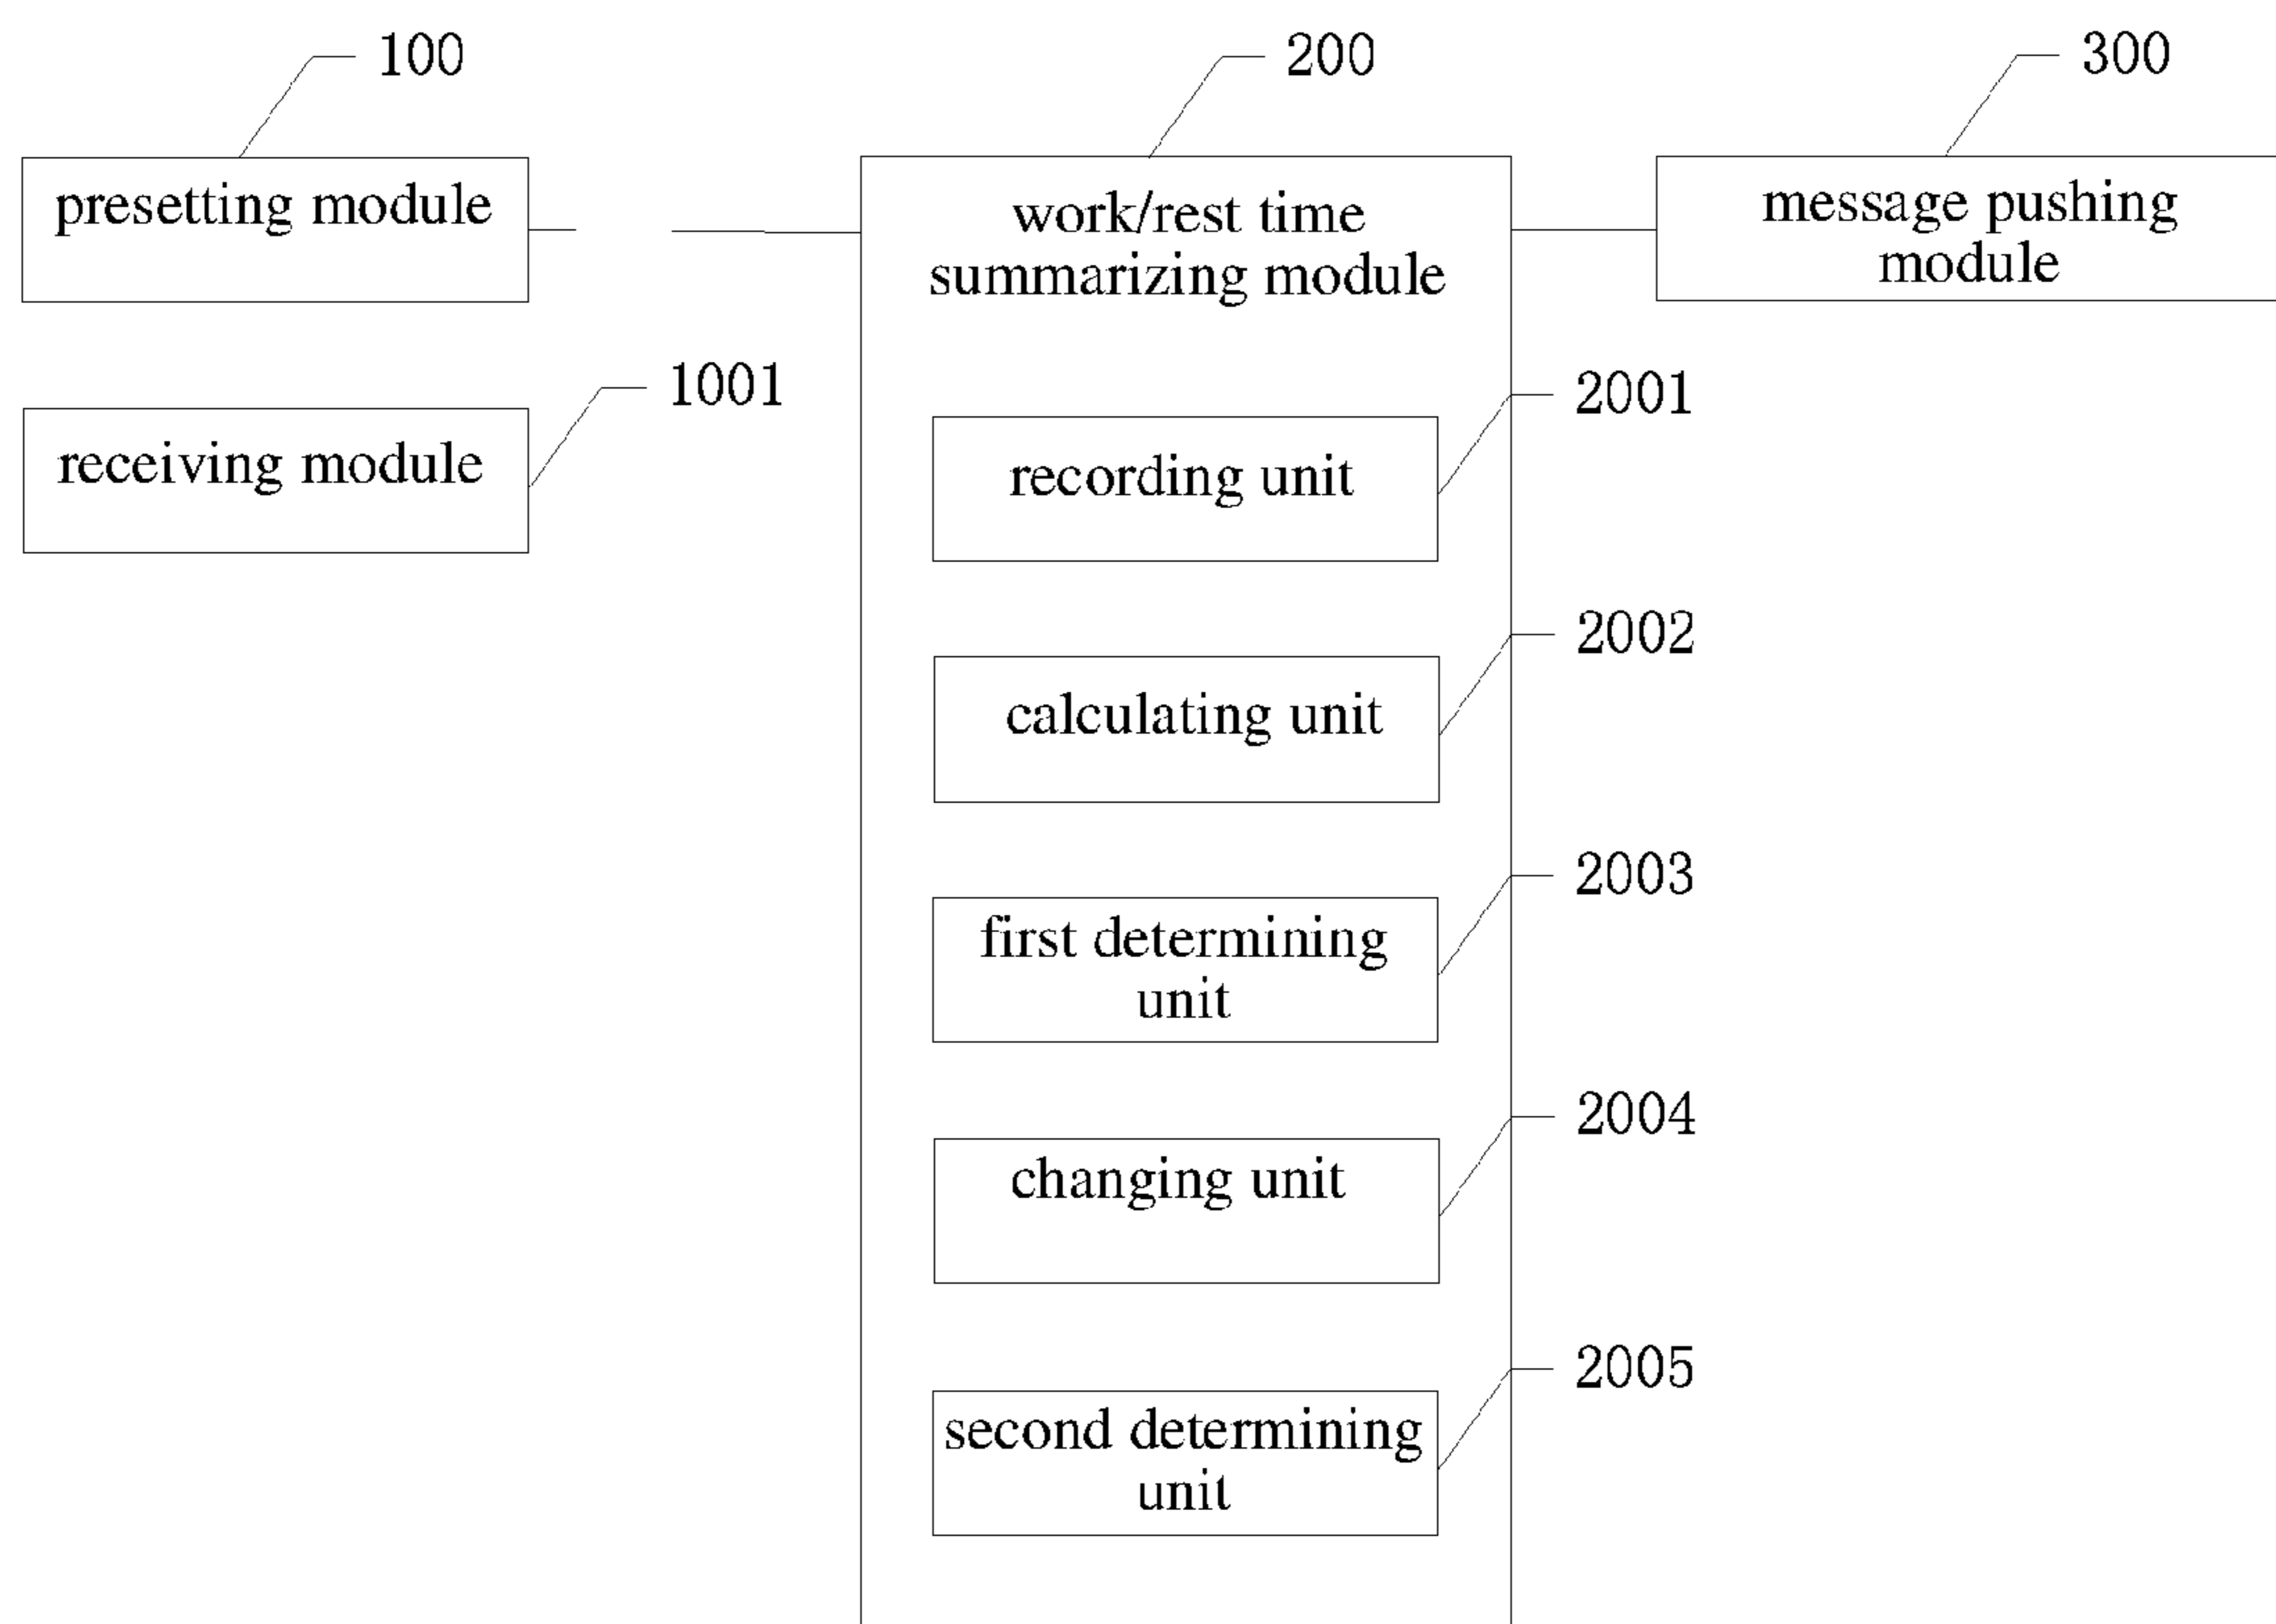 100
200
300
presetting module
work/rest time
summarizing module
message pushing
module
1001
receiving module
2001
recording unit
2002
calculating unit
2003
first determining
unit
2004
changing unit
2005
second determining
unit